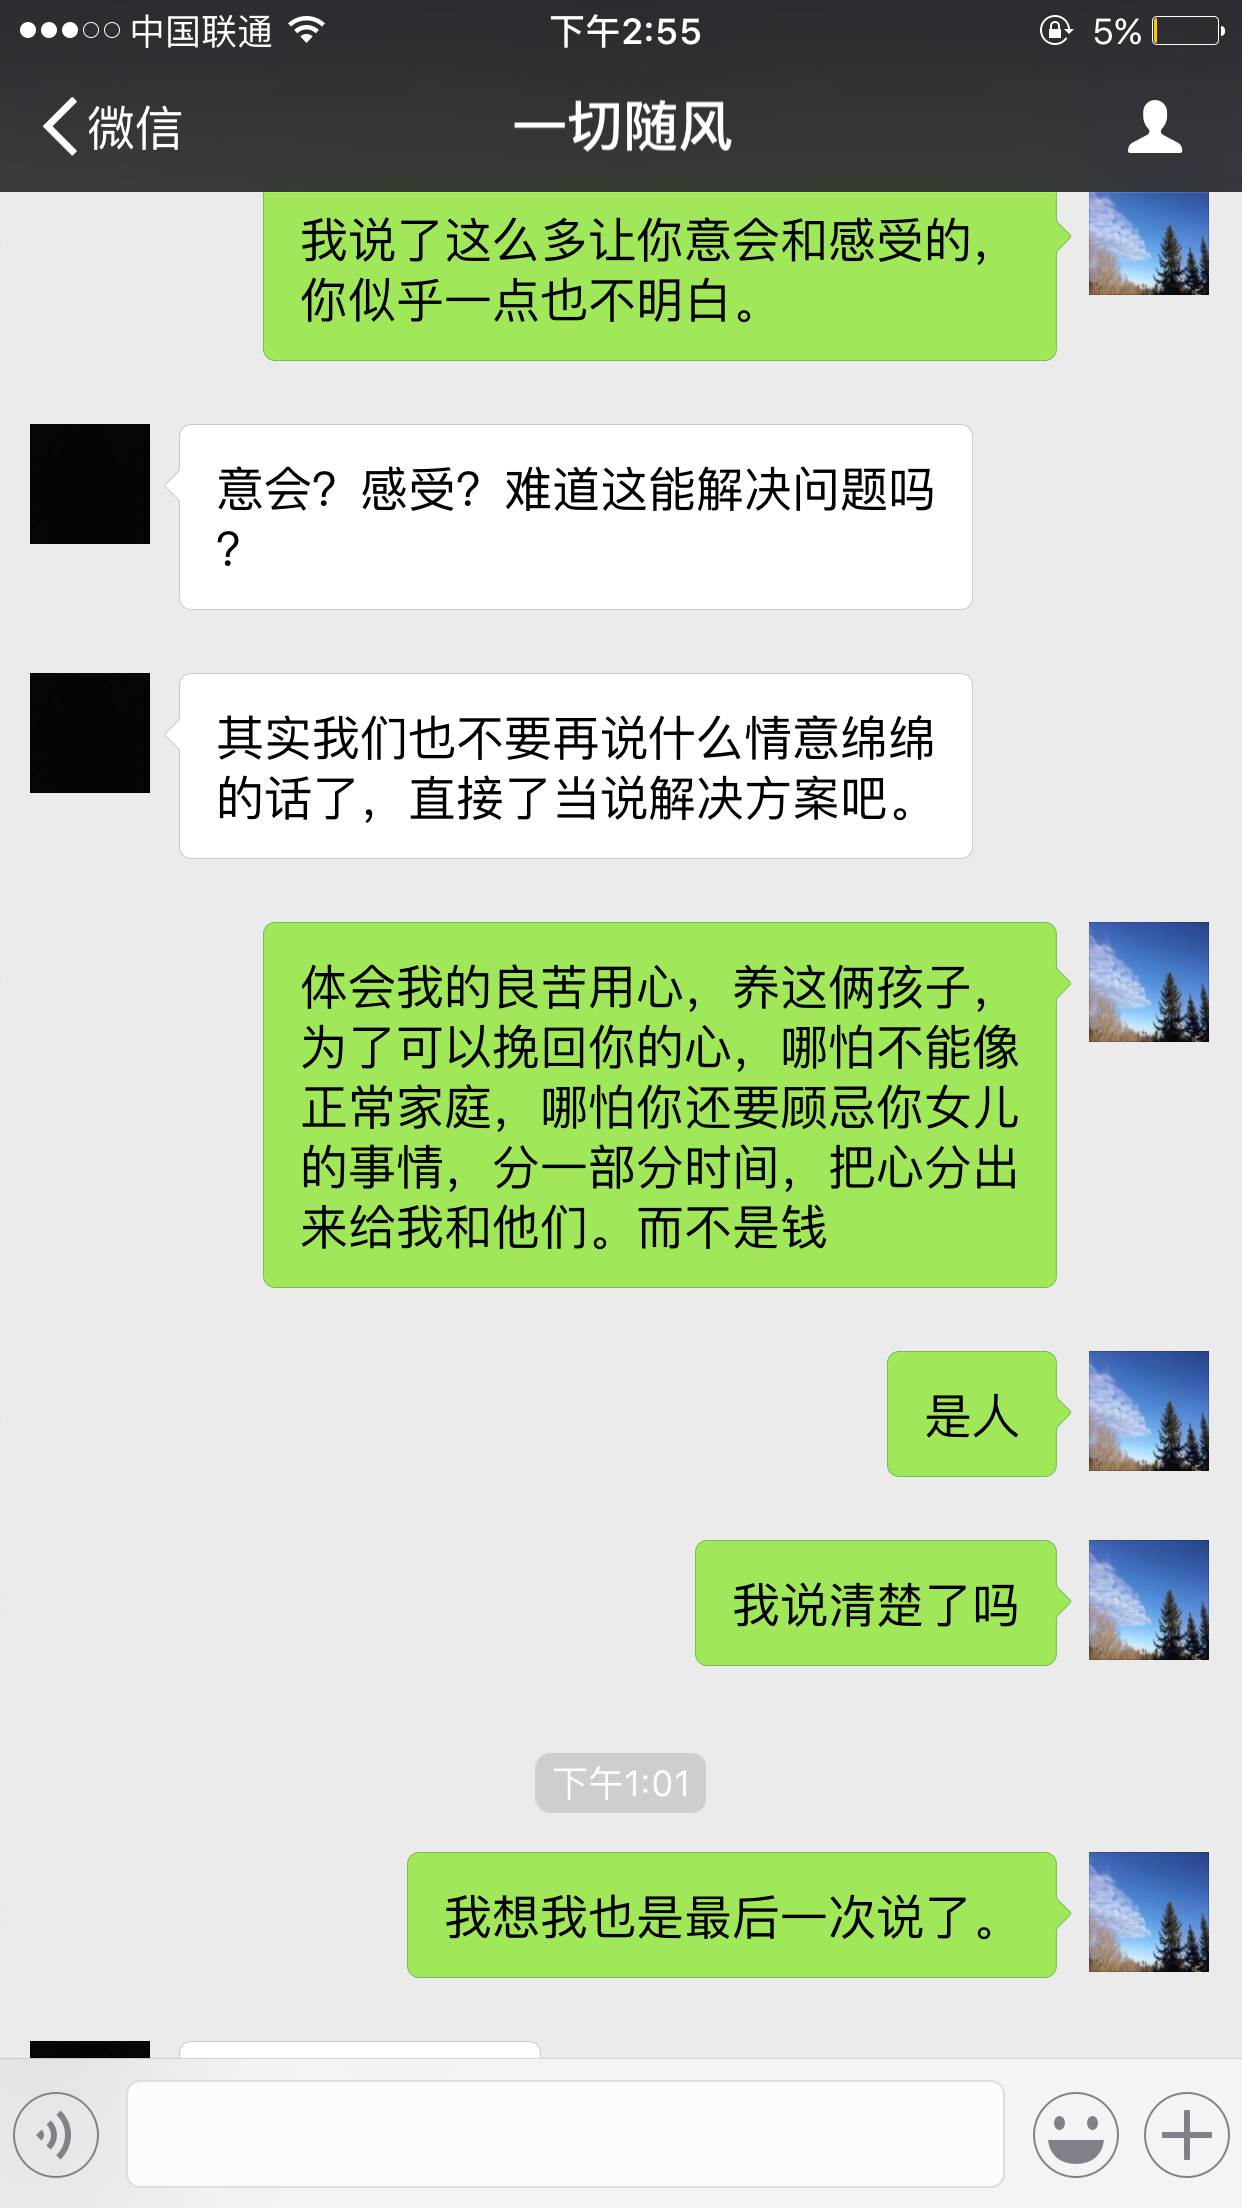 中国联通 下午2:55 5%
微信 一切随风
我说了这么多让你意会和感受的，
你似乎一点也不明白。
意会？感受？难道这能解决问题吗
？
其实我们也不要再说什么情意绵绵
的话了，直接了当说解决方案吧。
体会我的良苦用心，养这俩孩子，
为了可以挽回你的心，哪怕不能像
正常家庭，哪怕你还要顾忌你女儿
的事情，分一部分时间，把心分出
来给我和他们。而不是钱
是人
我说清楚了吗
下午1:01
我想我也是最后一次说了。